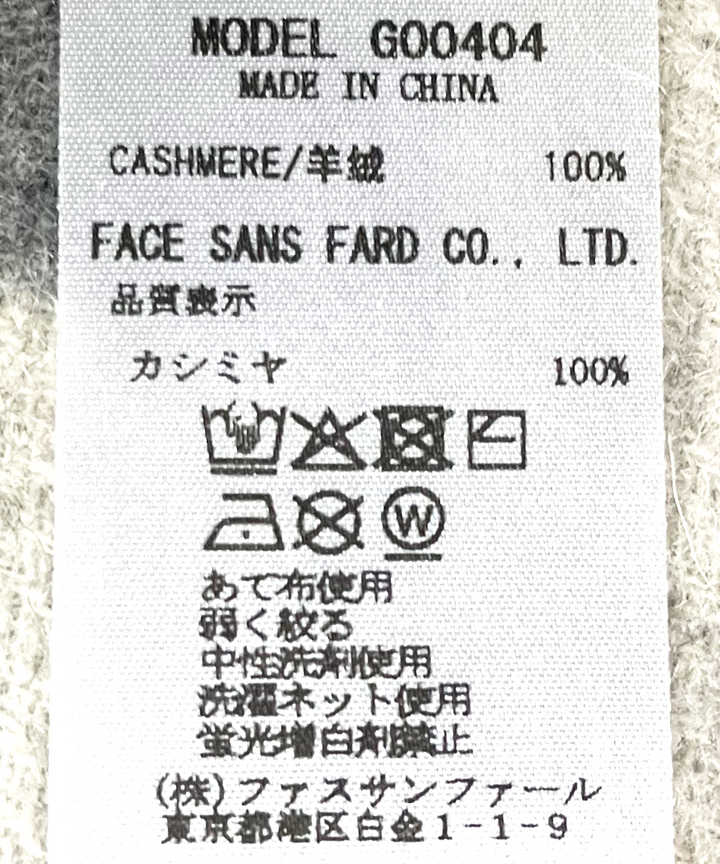 MODEL G00404
MADE IN CHINA
CASHMERE/羊绒 100%
FACE SANS FARD CO., LTD.
品質表示
カシミヤ 100%
W
あて布使用
弱く絞る
中性洗剤使用
洗濯ネット使用
蛍光増白剤禁止
(株)ファスサンファール
東京都港区白金1-1-9